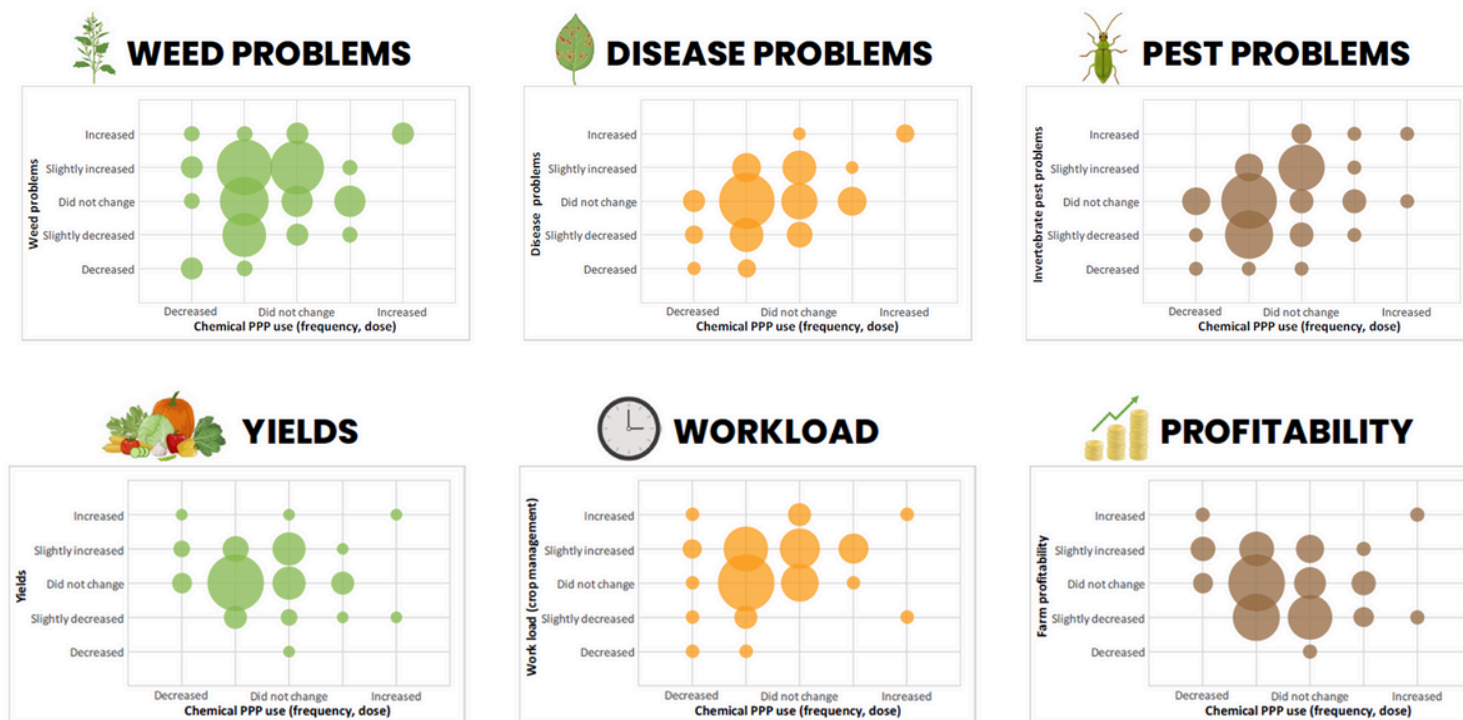 WEED PROBLEMS
Weed problems
Increased
Slightly increased
Did not change
Slightly decreased
Decreased
Decreased Did not change Increased
Chemical PPP use (frequency, dose)
DISEASE PROBLEMS
Disease problems
Increased
Slightly increased
Did not change
Slightly decreased
Decreased
Decreased Did not change Increased
Chemical PPP use (frequency, dose)
PEST PROBLEMS
Invertebrate pest problems
Increased
Slightly increased
Did not change
Slightly decreased
Decreased
Decreased Did not change Increased
Chemical PPP use (frequency, dose)
YIELDS
Yields
Increased
Slightly increased
Did not change
Slightly decreased
Decreased
Decreased Did not change Increased
Chemical PPP use (frequency, dose)
WORKLOAD
Work load (crop management)
Increased
Slightly increased
Did not change
Slightly decreased
Decreased
Decreased Did not change Increased
Chemical PPP use (frequency, dose)
PROFITABILITY
Farm profitability
Increased
Slightly increased
Did not change
Slightly decreased
Decreased
Decreased Did not change Increased
Chemical PPP use (frequency, dose)